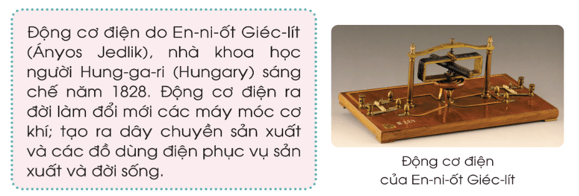 Động cơ điện do En-ni-ốt Giéc-lít
(Ányos Jedlik), nhà khoa học
người Hung-ga-ri (Hungary) sáng
chế năm 1828. Động cơ điện ra
đời làm đổi mới các máy móc cơ
khí; tạo ra dây chuyền sản xuất
và các đồ dùng điện phục vụ sản
xuất và đời sống.
Động cơ điện
của En-ni-ốt Giéc-lít